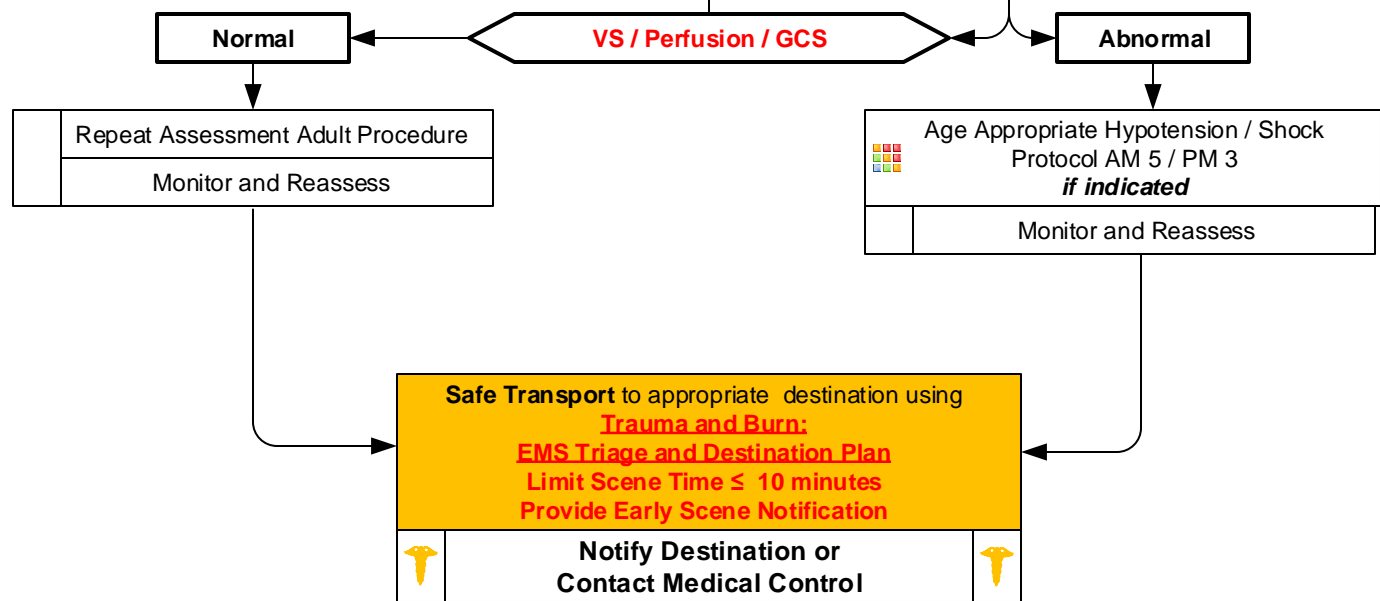 Normal
VS / Perfusion / GCS
Abnormal
Repeat Assessment Adult Procedure
Monitor and Reassess
Age Appropriate Hypotension / Shock
Protocol AM 5 / PM 3
if indicated
Monitor and Reassess
Safe Transport to appropriate destination using
Trauma and Burn:
EMS Triage and Destination Plan
Limit Scene Time ≤ 10 minutes
Provide Early Scene Notification
Notify Destination or
Contact Medical Control